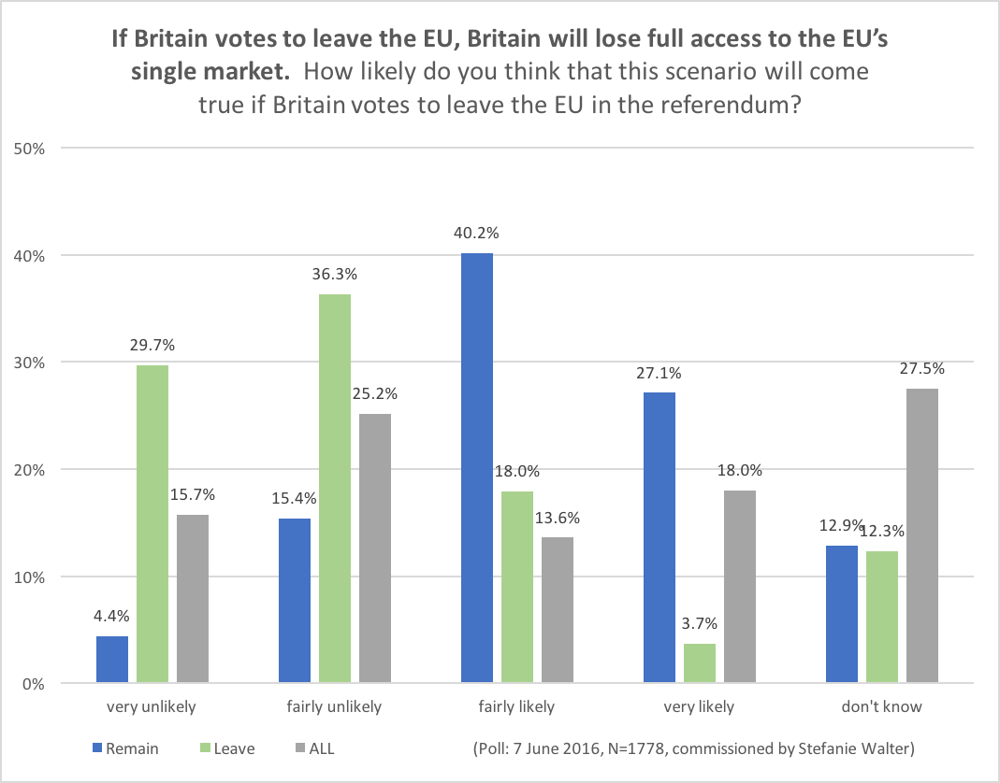 If Britain votes to leave the EU, Britain will lose full access to the EU’s
single market. How likely do you think that this scenario will come
true if Britain votes to leave the EU in the referendum?
50%
40%
30%
20%
10%
0%
4.4%
29.7%
15.7%
15.4%
36.3%
25.2%
40.2%
18.0%
13.6%
27.1%
3.7%
18.0%
12.9%
12.3%
27.5%
very unlikely
fairly unlikely
fairly likely
very likely
don't know
Remain
Leave
ALL
(Poll: 7 June 2016, N=1778, commissioned by Stefanie Walter)